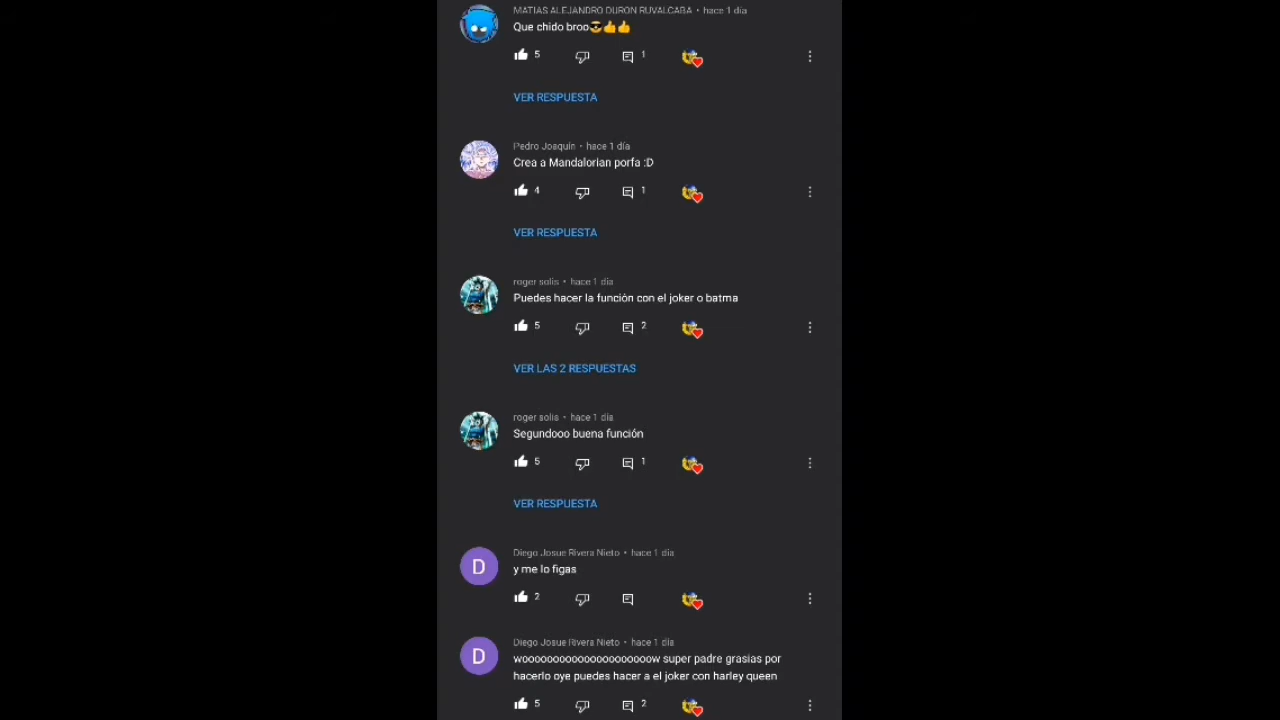 MATIAS ALEJANDRO DURON RUVALCABA • hace 1 día
Que chido broo😎👍👍
5
1
VER RESPUESTA
Pedro Joaquin • hace 1 día
Crea a Mandalorian porfa :D
4
1
VER RESPUESTA
roger solis • hace 1 día
Puedes hacer la función con el joker o batma
5
2
VER LAS 2 RESPUESTAS
roger solis • hace 1 día
Segundooo buena función
5
1
VER RESPUESTA
D
Diego Josue Rivera Nieto • hace 1 día
y me lo figas
2
D
Diego Josue Rivera Nieto • hace 1 día
wooooooooooooooooooooow super padre grasias por
hacerlo oye puedes hacer a el joker con harley queen
5
2